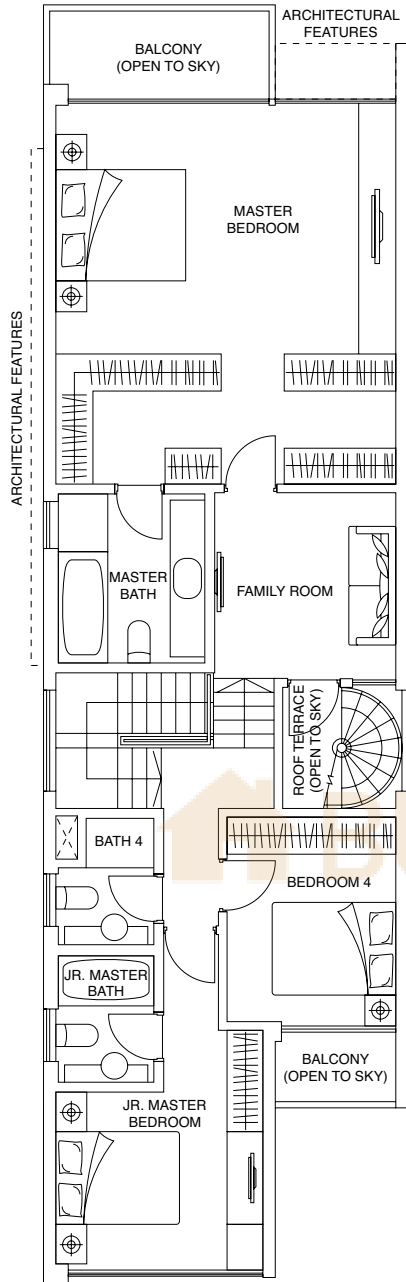 ARCHITECTURAL
FEATURES
BALCONY
(OPEN TO SKY)
MASTER
BEDROOM
ARCHITECTURAL FEATURES
MASTER
BATH
FAMILY ROOM
ROOF TERRACE
(OPEN TO SKY)
BATH 4
BEDROOM 4
JR. MASTER
BATH
BALCONY
(OPEN TO SKY)
JR. MASTER
BEDROOM